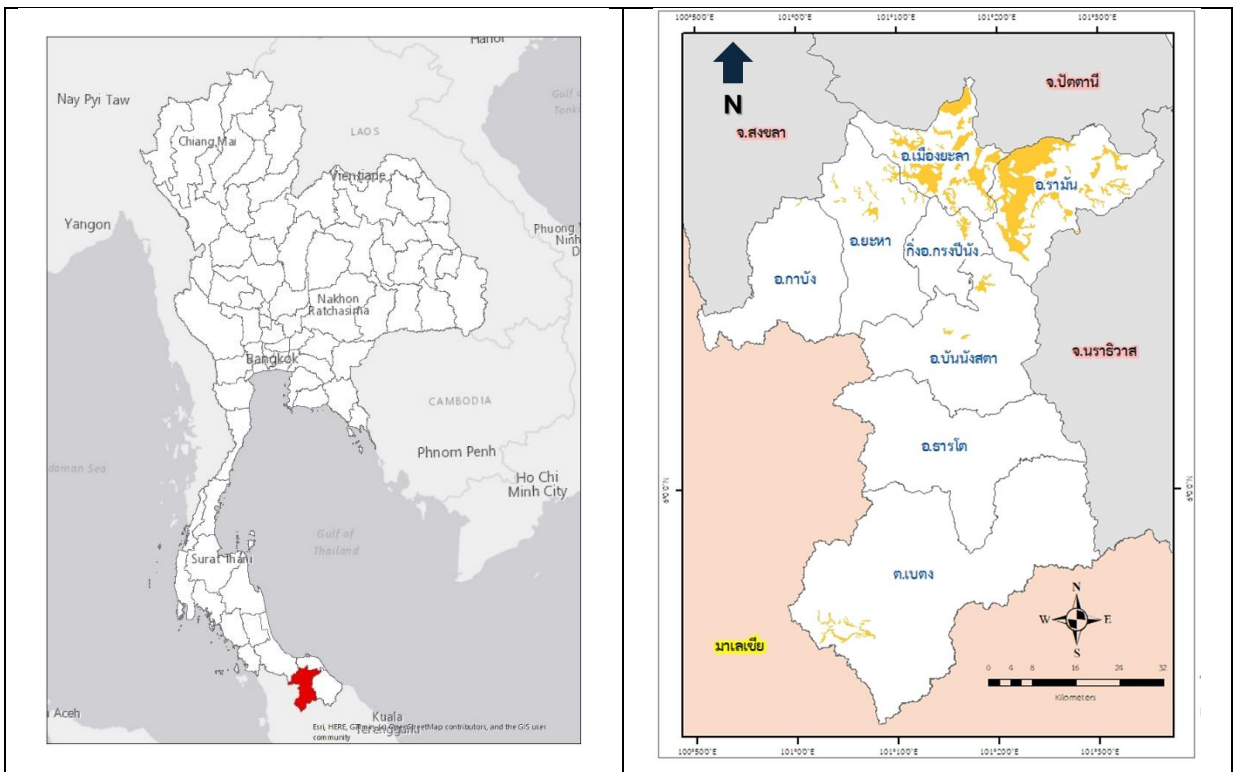 Hanoi
Nay Pyi Taw
LAOS
Chiang Mai
Vientiane
Yangon
Nakhon
Ratchasima
Bangkok
CAMBODIA
Phnom Penh
Ho Chi
Minh City
Gulf of
Thailand
Surat Thani
Kuala
Esri, HERE, Garmin, (c) OpenStreetMap contributors, and the GIS user
community
101°0'0"E 101°10'0"E 101°20'0"E
N
จ.ปัตตานี
จ.สงขลา
อ.เมืองยะลา
อ.รามัน
อ.ยะหา
กิ่งอ.กรงปินัง
อ.กาบัง
อ.บันนังสตา
จ.นราธิวาส
อ.ธารโต
ต.เบตง
มาเลเซีย
N
W E
S
0 4 8 16 24 32
Kilometers
101°0'0"E 101°10'0"E 101°20'0"E